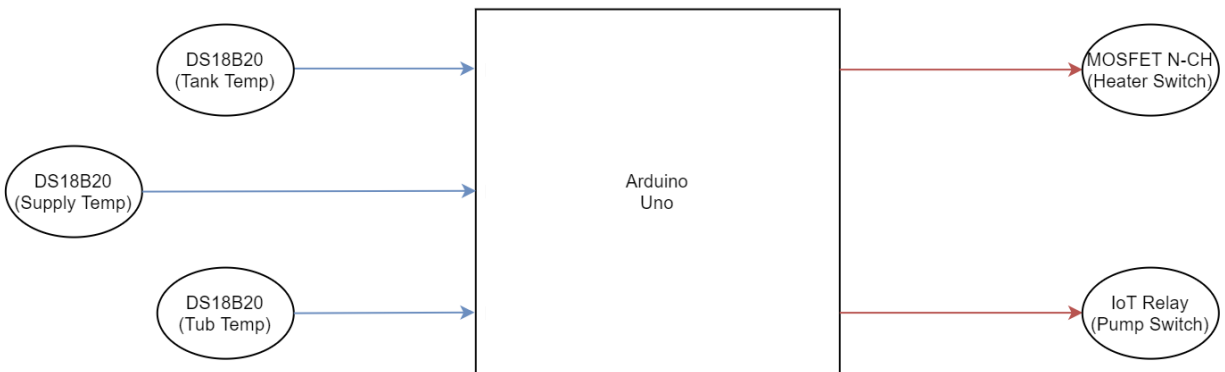 DS18B20
(Tank Temp)
DS18B20
(Supply Temp)
DS18B20
(Tub Temp)
Arduino
Uno
MOSFET N-CH
(Heater Switch)
IoT Relay
(Pump Switch)